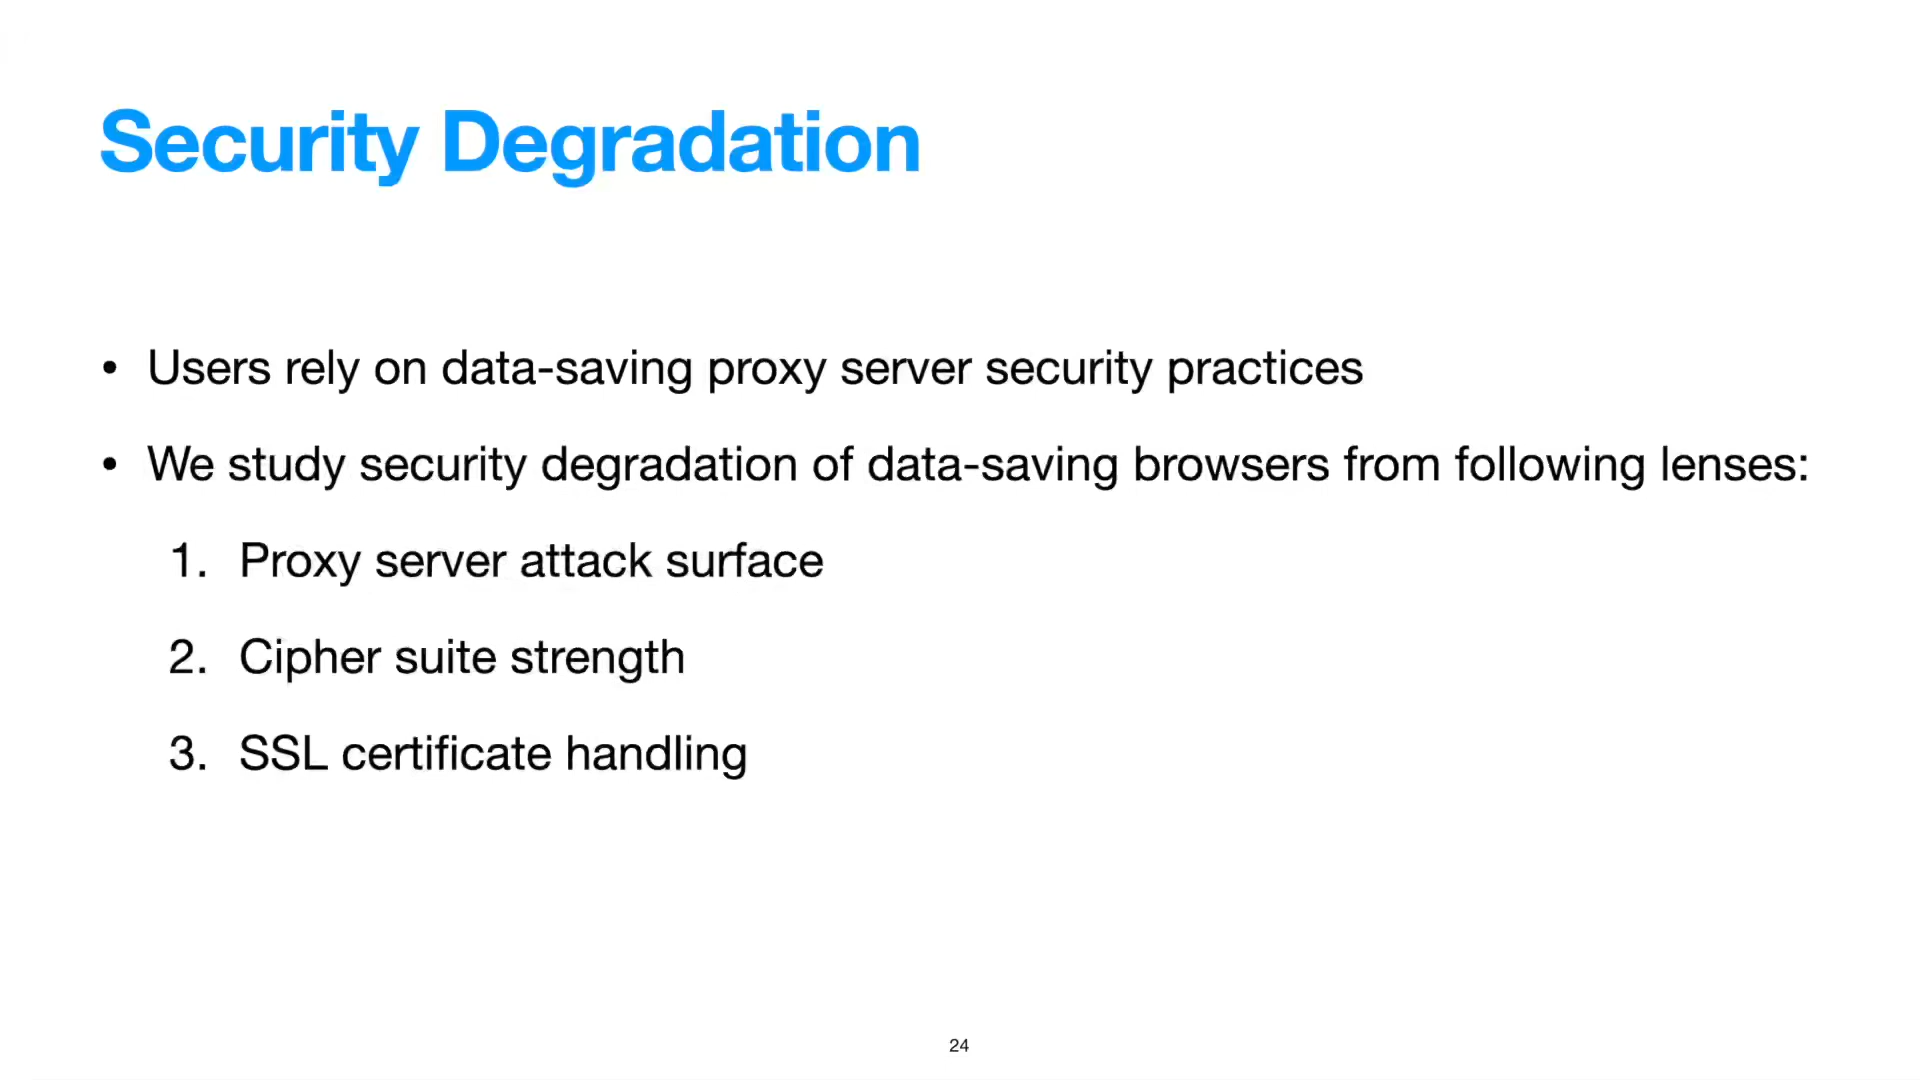 Security Degradation
• Users rely on data-saving proxy server security practices
• We study security degradation of data-saving browsers from following lenses:
1. Proxy server attack surface
2. Cipher suite strength
3. SSL certificate handling
24